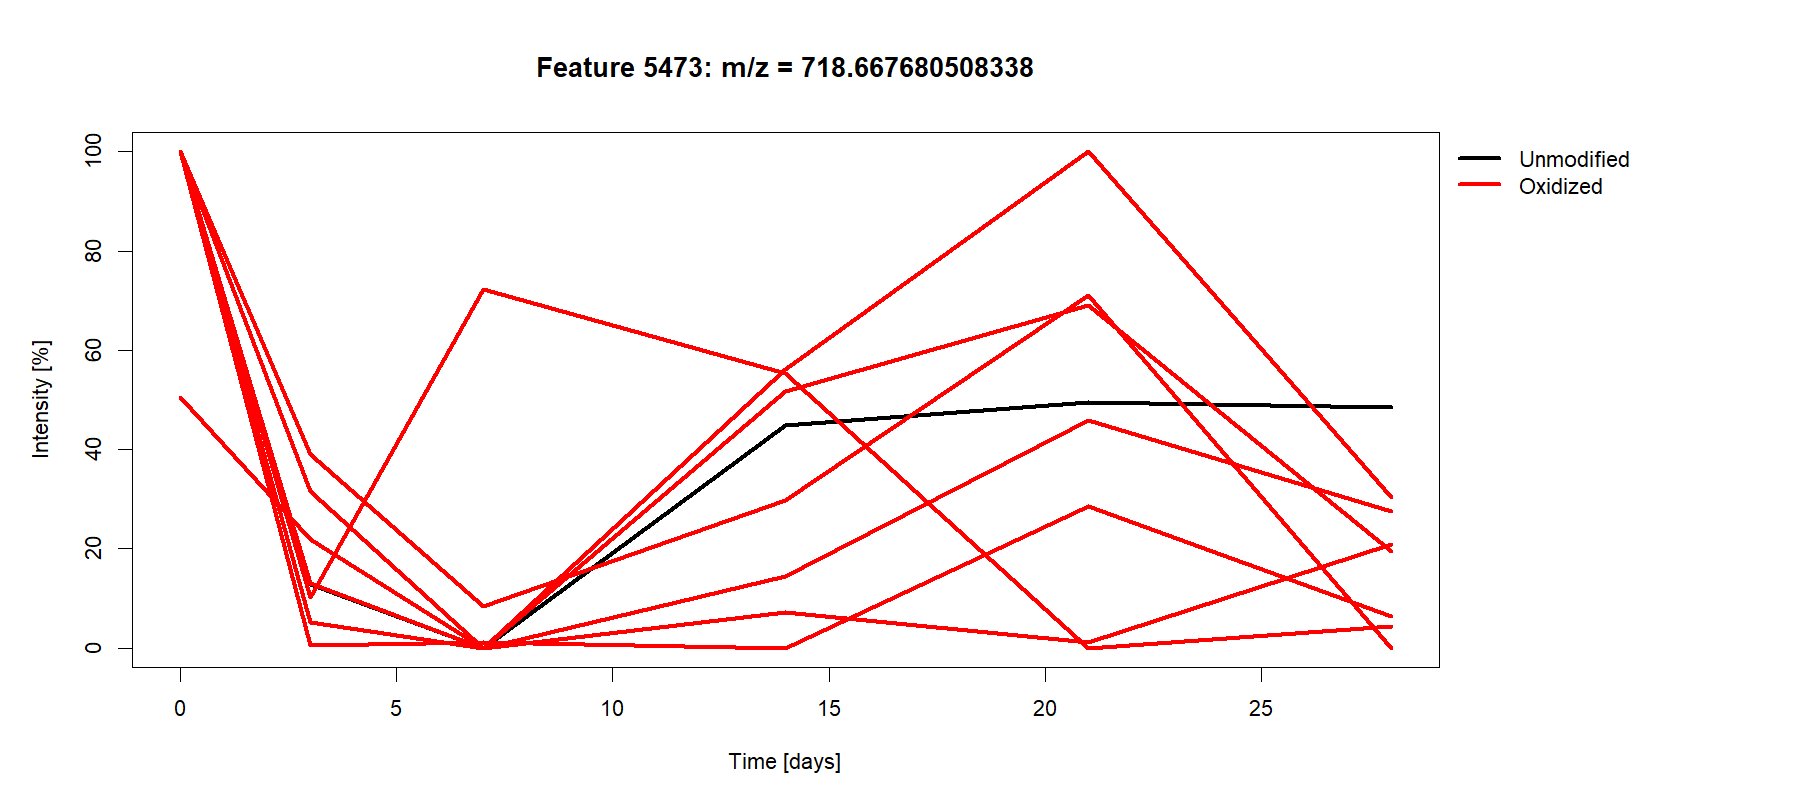 Feature 5473: m/z = 718.667680508338
Unmodified
Oxidized
100
80
60
40
20
0
Intensity [%]
0 5 10 15 20 25
Time [days]